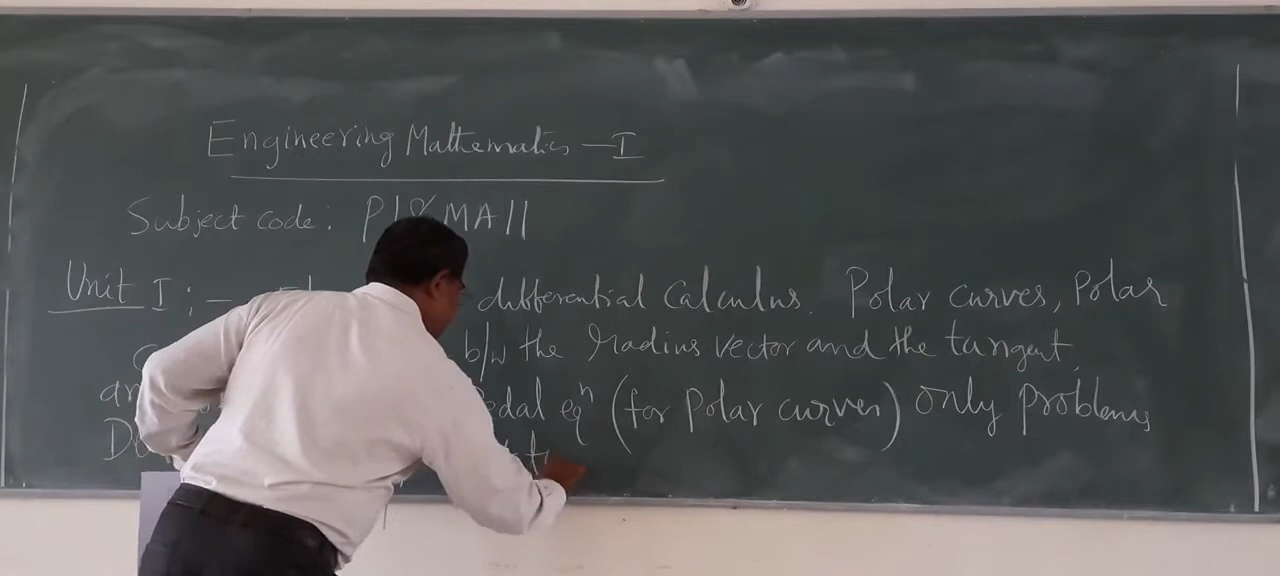 Engineering Mathematics - I
Subject code: P18MA11
Unit I :- differential Calculus. Polar curves, Polar
b/w the radius vector and the tangent,
eqⁿ (for Polar curves) only problems